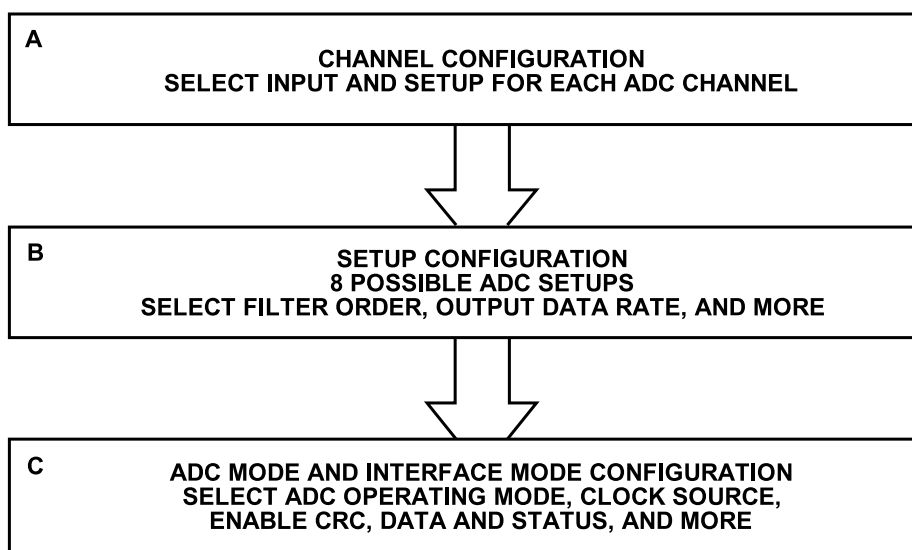 A
CHANNEL CONFIGURATION
SELECT INPUT AND SETUP FOR EACH ADC CHANNEL
B
SETUP CONFIGURATION
8 POSSIBLE ADC SETUPS
SELECT FILTER ORDER, OUTPUT DATA RATE, AND MORE
C
ADC MODE AND INTERFACE MODE CONFIGURATION
SELECT ADC OPERATING MODE, CLOCK SOURCE,
ENABLE CRC, DATA AND STATUS, AND MORE